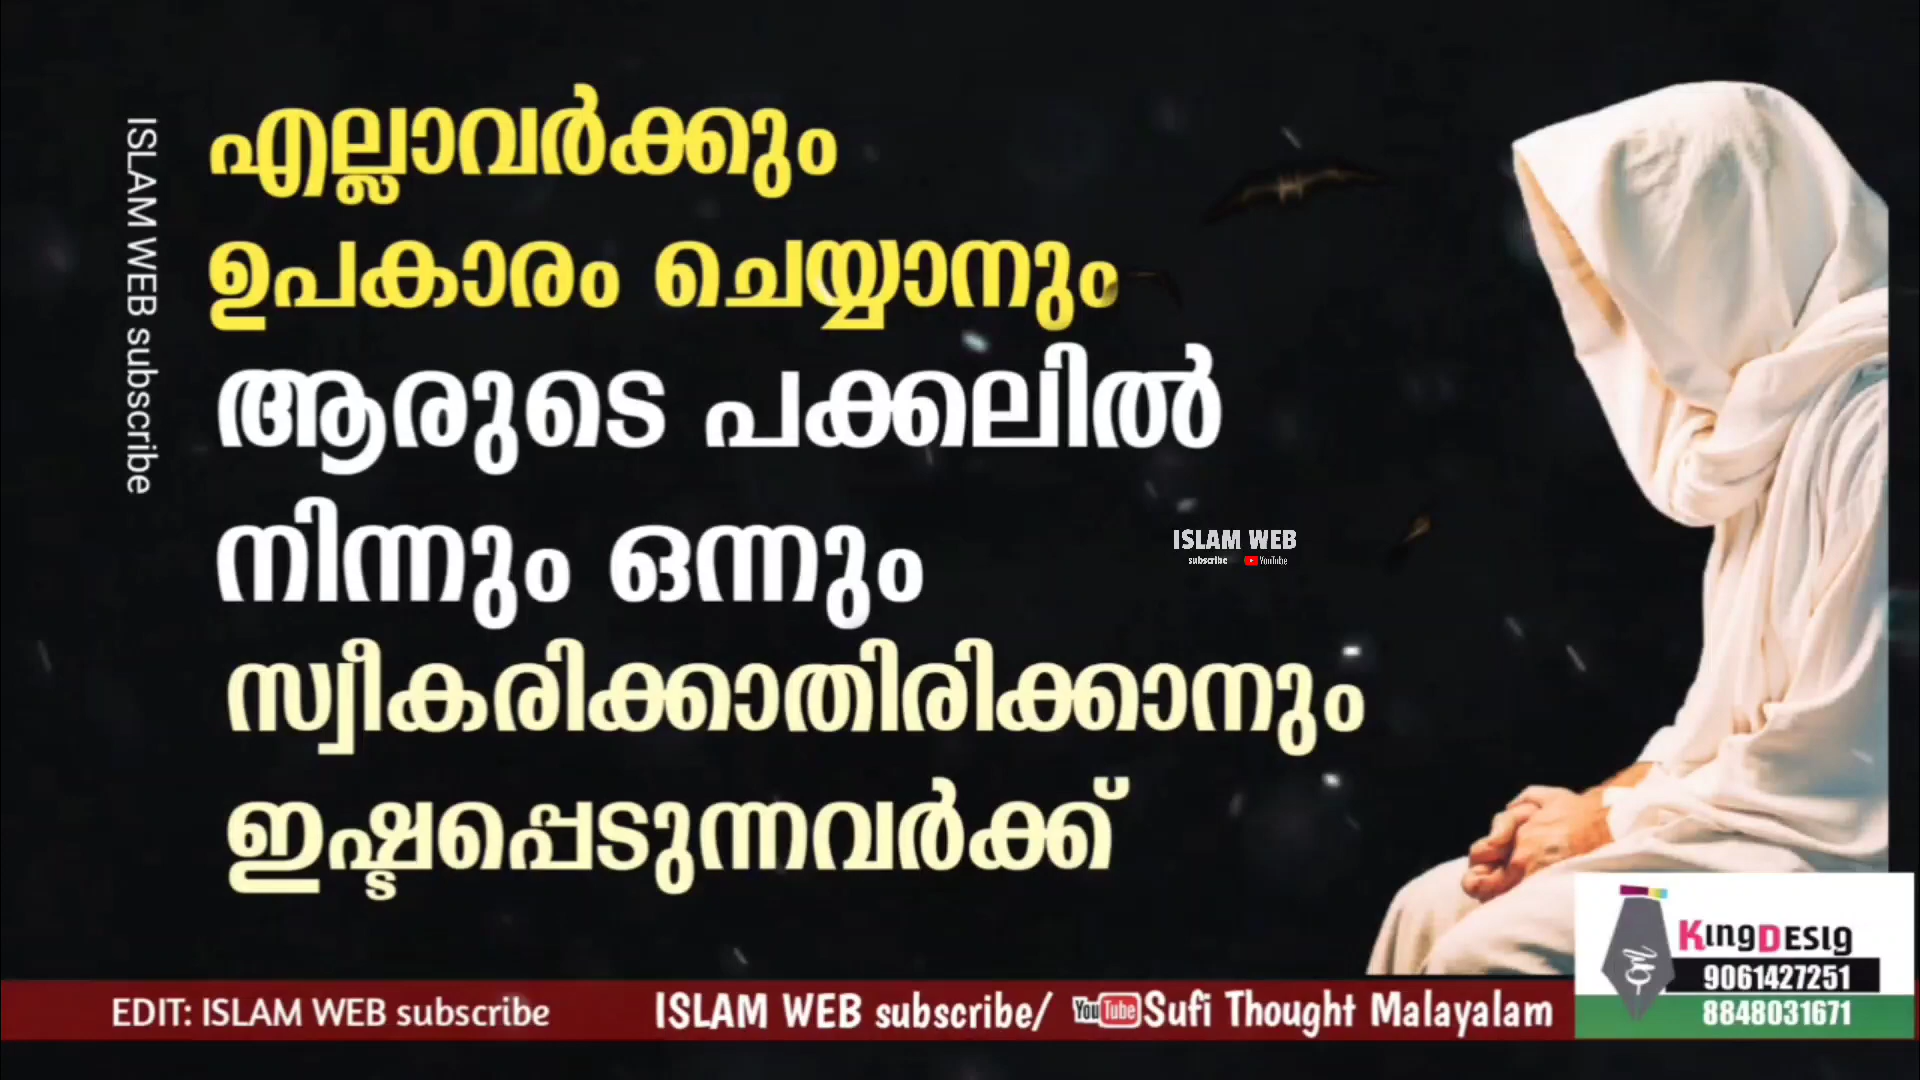 ISLAM WEB subscribe
എല്ലാവർക്കും
ഉപകാരം ചെയ്യാനും
ആരുടെ പക്കലിൽ
നിന്നും ഒന്നും
സ്വീകരിക്കാതിരിക്കാനും
ഇഷ്ടപ്പെടുന്നവർക്ക്
ISLAM WEB
subscribe YouTube
KingDesig
9061427251
8848031671
EDIT: ISLAM WEB subscribe
ISLAM WEB subscribe/ YouTube Sufi Thought Malayalam